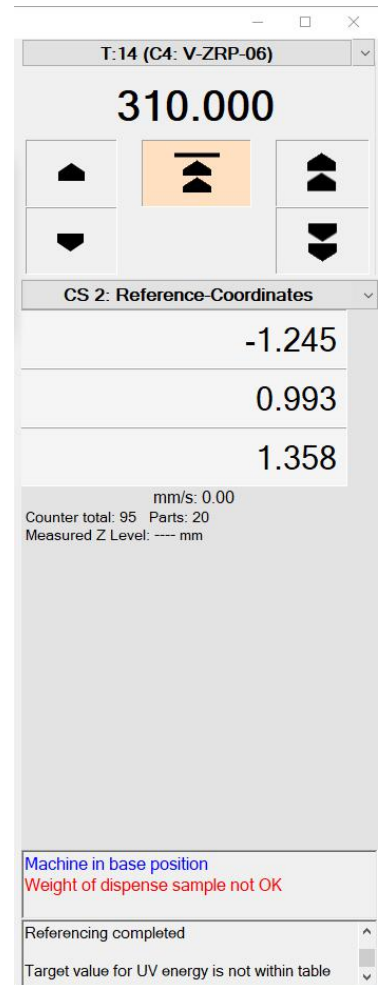 T:14 (C4: V-ZRP-06)
310.000
CS 2: Reference-Coordinates
-1.245
0.993
1.358
mm/s: 0.00
Counter total: 95 Parts: 20
Measured Z Level: ---- mm
Machine in base position
Weight of dispense sample not OK
Referencing completed
Target value for UV energy is not within table